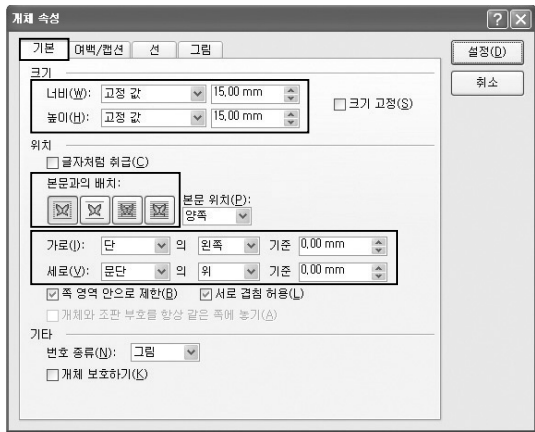 개체 속성
기본 여백/캡션 선 그림 설정(D)
크기 취소
너비(W): 고정 값 15,00 mm
크기 고정(S)
높이(H): 고정 값 15,00 mm
위치
글자처럼 취급(C)
본문과의 배치:
본문 위치(P):
양쪽
가로(J): 단 의 왼쪽 기준 0,00 mm
세로(V): 문단 의 위 기준 0,00 mm
쪽 영역 안으로 제한(B) 서로 겹침 허용(L)
개체와 조판 부호를 항상 같은 쪽에 놓기(A)
기타
번호 종류(N): 그림
개체 보호하기(K)